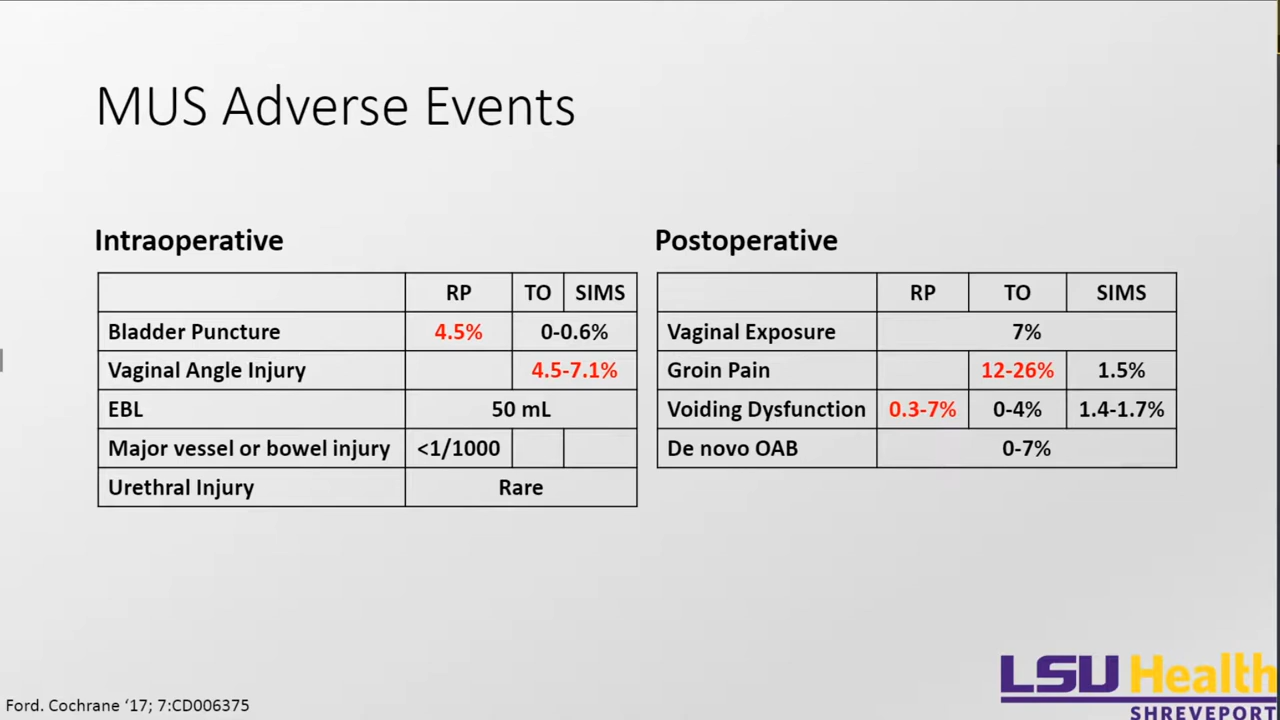 MUS Adverse Events
Intraoperative
RP TO SIMS
Bladder Puncture 4.5% 0-0.6%
Vaginal Angle Injury 4.5-7.1%
EBL 50 mL
Major vessel or bowel injury <1/1000
Urethral Injury Rare
Postoperative
RP TO SIMS
Vaginal Exposure 7%
Groin Pain 12-26% 1.5%
Voiding Dysfunction 0.3-7% 0-4% 1.4-1.7%
De novo OAB 0-7%
Ford. Cochrane ‘17; 7:CD006375
LSU Health
SHREVEPORT